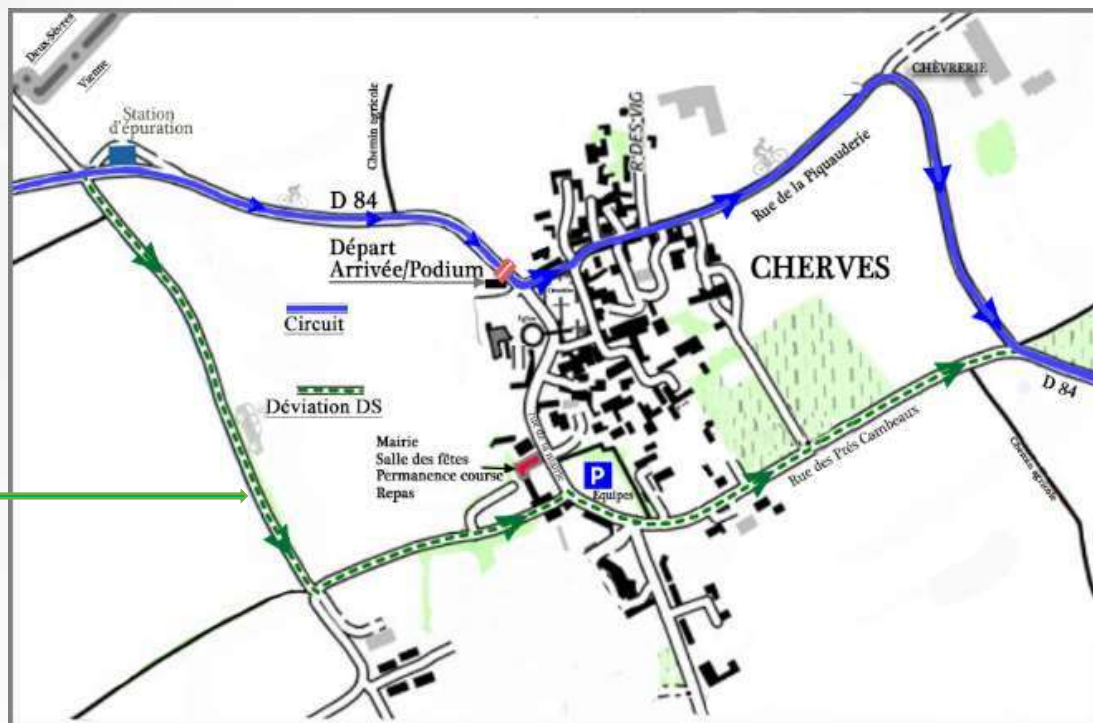 Deux-Sèvres
Vienne
Station
d'épuration
Chemin agricole
D 84
Départ
Arrivée/Podium
Circuit
Déviation DS
Mairie
Salle des fêtes
Permanence course
Repas
P
Equipes
Eglise
R DES VIG
CHERVES
Rue de la Piquauderie
CHÈVRERIE
Rue des Prés Cambeaux
D 84
Chemin agricole